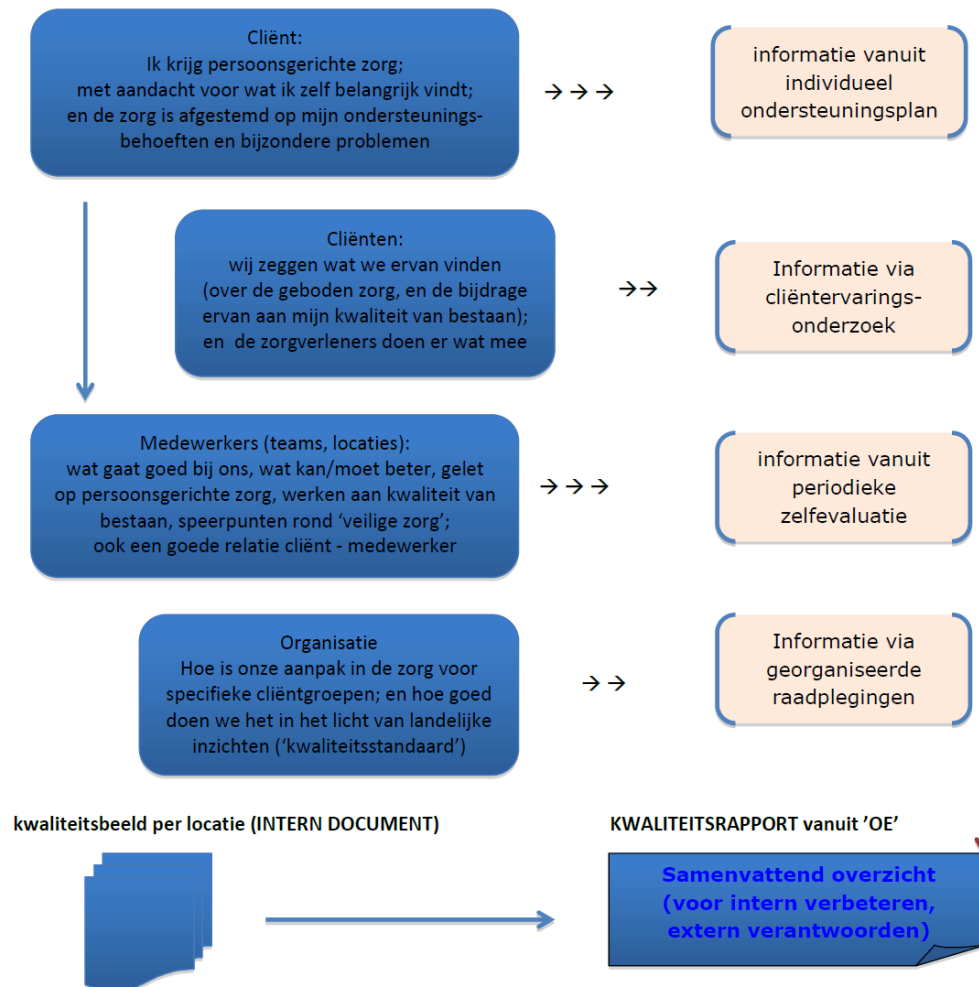 Cliënt:
Ik krijg persoonsgerichte zorg;
met aandacht voor wat ik zelf belangrijk vindt;
en de zorg is afgestemd op mijn ondersteunings-
behoeften en bijzondere problemen
→ → →
informatie vanuit
individueel
ondersteuningsplan
Cliënten:
wij zeggen wat we ervan vinden
(over de geboden zorg, en de bijdrage
ervan aan mijn kwaliteit van bestaan);
en de zorgverleners doen er wat mee
→→
Informatie via
cliëntervarings-
onderzoek
Medewerkers (teams, locaties):
wat gaat goed bij ons, wat kan/moet beter, gelet
op persoonsgerichte zorg, werken aan kwaliteit van
bestaan, speerpunten rond ‘veilige zorg’;
ook een goede relatie cliënt - medewerker
→ → →
informatie vanuit
periodieke
zelfevaluatie
Organisatie
Hoe is onze aanpak in de zorg voor
specifieke cliëntgroepen; en hoe goed
doen we het in het licht van landelijke
inzichten (‘kwaliteitsstandaard’)
→ →
Informatie via
georganiseerde
raadplegingen
kwaliteitsbeeld per locatie (INTERN DOCUMENT)
KWALITEITSRAPPORT vanuit ’OE’
Samenvattend overzicht
(voor intern verbeteren,
extern verantwoorden)